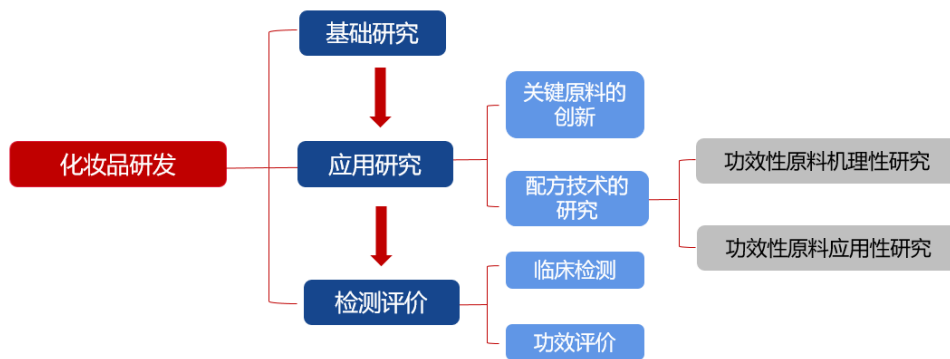 基础研究
关键原料的
创新
化妆品研发
应用研究
功效性原料机理性研究
配方技术的
研究
功效性原料应用性研究
临床检测
检测评价
功效评价